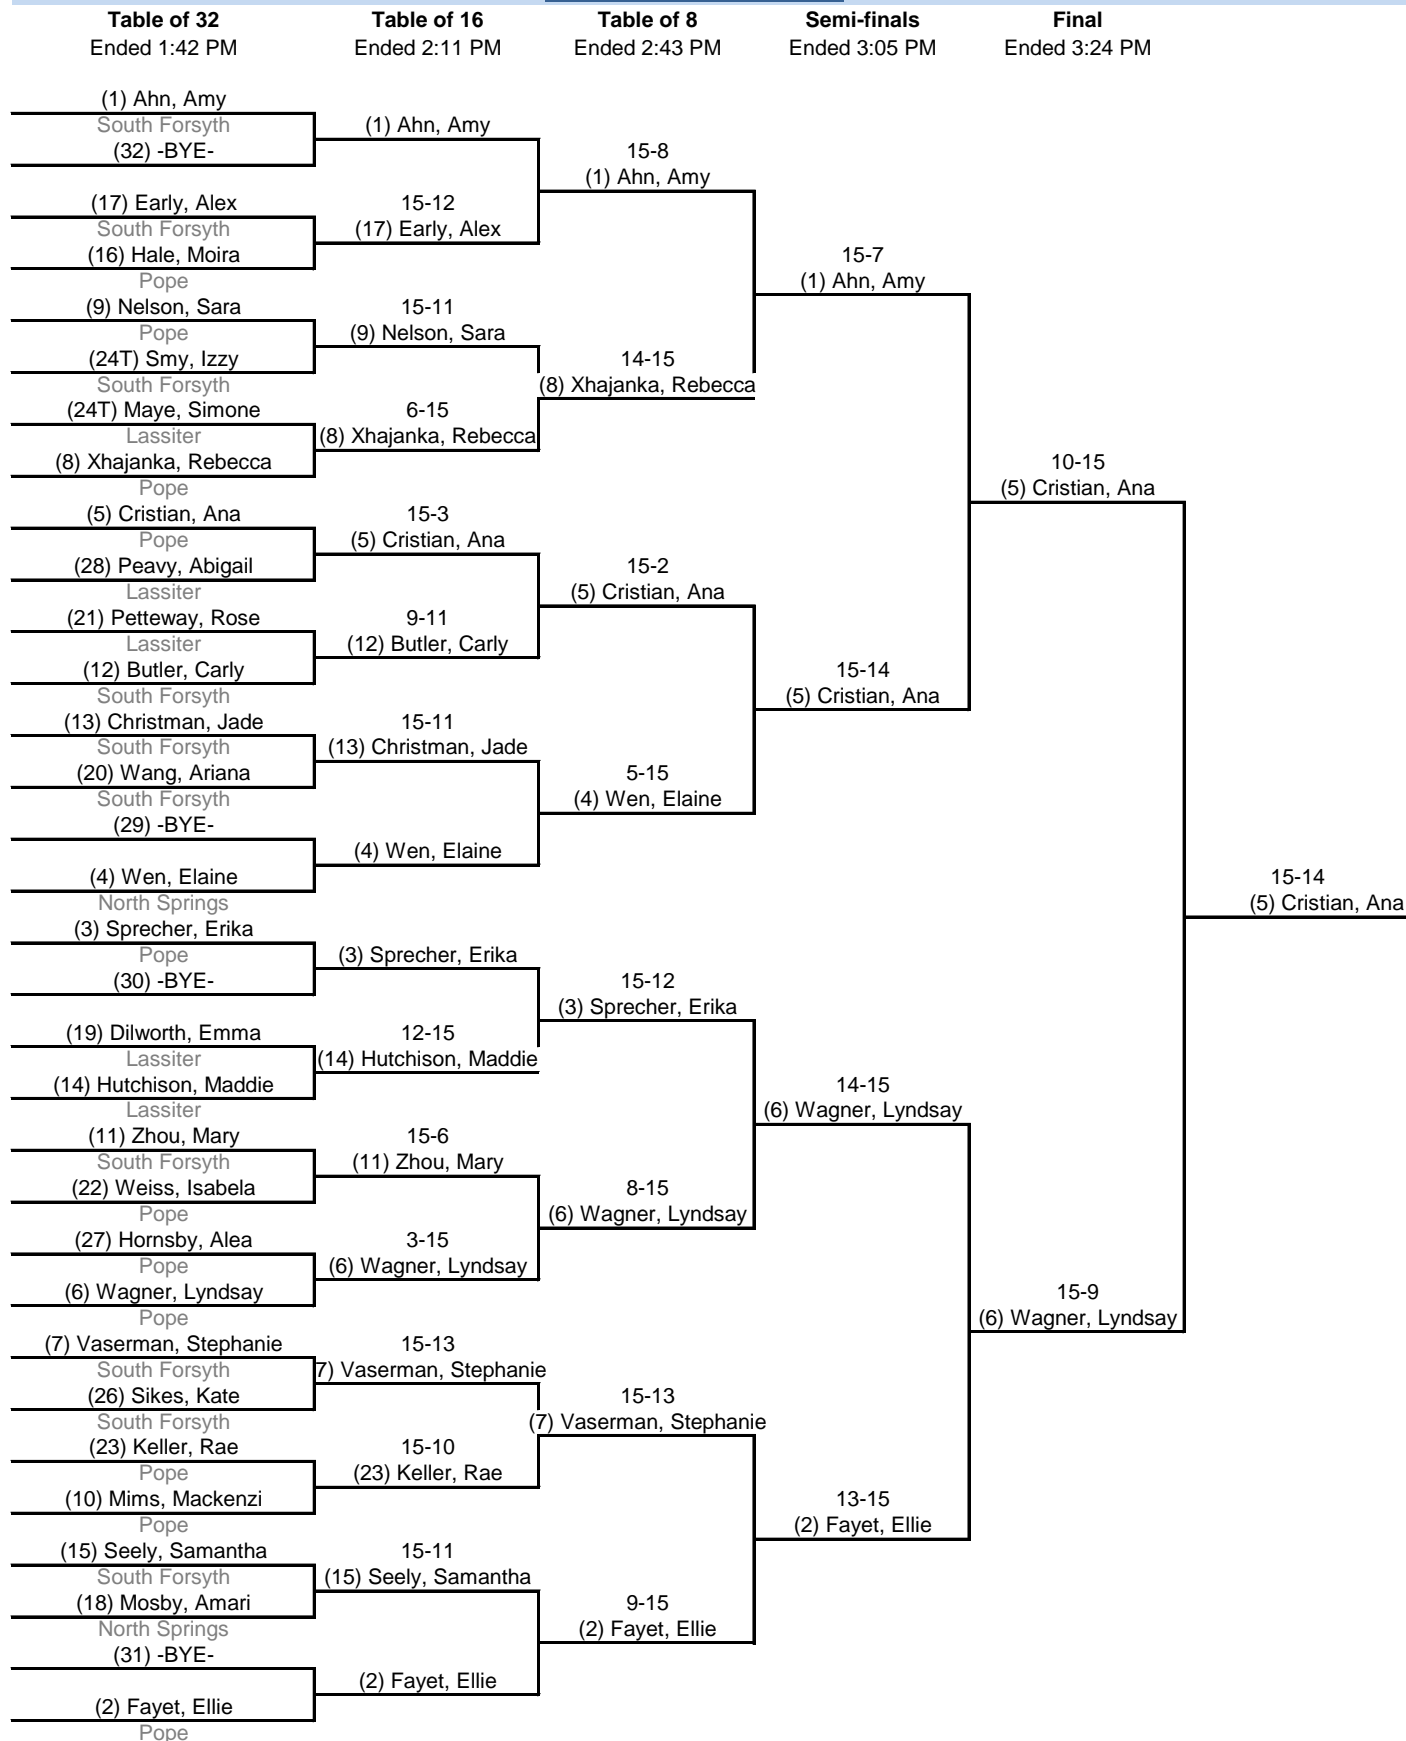 Table of 32
Ended 1:42 PM
Table of 16
Ended 2:11 PM
Table of 8
Ended 2:43 PM
Semi-finals
Ended 3:05 PM
Final
Ended 3:24 PM
(1) Ahn, Amy
South Forsyth
(32) -BYE-
(17) Early, Alex
South Forsyth
(16) Hale, Moira
Pope
(9) Nelson, Sara
Pope
(24T) Smy, Izzy
South Forsyth
(24T) Maye, Simone
Lassiter
(8) Xhajanka, Rebecca
Pope
(5) Cristian, Ana
Pope
(28) Peavy, Abigail
Lassiter
(21) Petteway, Rose
Lassiter
(12) Butler, Carly
South Forsyth
(13) Christman, Jade
South Forsyth
(20) Wang, Ariana
South Forsyth
(29) -BYE-
(4) Wen, Elaine
North Springs
(3) Sprecher, Erika
Pope
(30) -BYE-
(19) Dilworth, Emma
Lassiter
(14) Hutchison, Maddie
Lassiter
(11) Zhou, Mary
South Forsyth
(22) Weiss, Isabela
Pope
(27) Hornsby, Alea
Pope
(6) Wagner, Lyndsay
Pope
(7) Vaserman, Stephanie
South Forsyth
(26) Sikes, Kate
South Forsyth
(23) Keller, Rae
Pope
(10) Mims, Mackenzi
Pope
(15) Seely, Samantha
South Forsyth
(18) Mosby, Amari
North Springs
(31) -BYE-
(2) Fayet, Ellie
Pope
(1) Ahn, Amy
15-12
(17) Early, Alex
15-11
(9) Nelson, Sara
6-15
(8) Xhajanka, Rebecca
15-3
(5) Cristian, Ana
9-11
(12) Butler, Carly
15-11
(13) Christman, Jade
(4) Wen, Elaine
(3) Sprecher, Erika
12-15
(14) Hutchison, Maddie
15-6
(11) Zhou, Mary
3-15
(6) Wagner, Lyndsay
15-13
7) Vaserman, Stephanie
15-10
(23) Keller, Rae
15-11
(15) Seely, Samantha
(2) Fayet, Ellie
15-8
(1) Ahn, Amy
14-15
(8) Xhajanka, Rebecca
15-2
(5) Cristian, Ana
5-15
(4) Wen, Elaine
15-12
(3) Sprecher, Erika
8-15
(6) Wagner, Lyndsay
15-13
(7) Vaserman, Stephanie
9-15
(2) Fayet, Ellie
15-7
(1) Ahn, Amy
15-14
(5) Cristian, Ana
14-15
(6) Wagner, Lyndsay
13-15
(2) Fayet, Ellie
10-15
(5) Cristian, Ana
15-9
(6) Wagner, Lyndsay
15-14
(5) Cristian, Ana